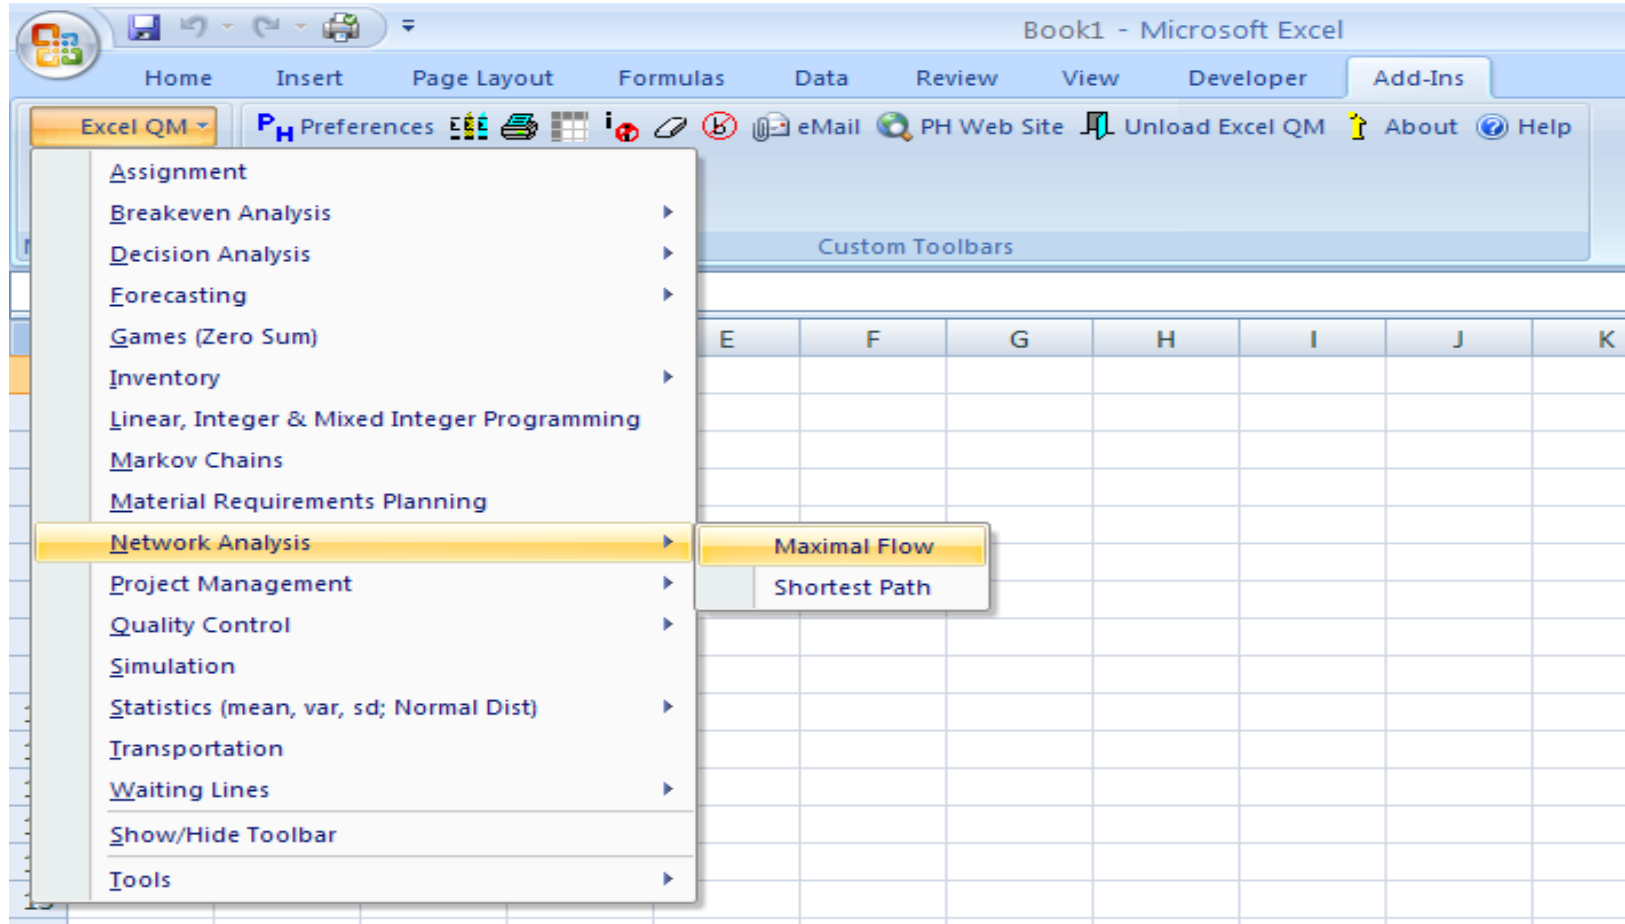 Book1 - Microsoft Excel
Home Insert Page Layout Formulas Data Review View Developer Add-Ins
Excel QM PH Preferences eMail PH Web Site Unload Excel QM About Help
Custom Toolbars
Assignment
Breakeven Analysis
Decision Analysis
Forecasting
Games (Zero Sum)
Inventory
Linear, Integer & Mixed Integer Programming
Markov Chains
Material Requirements Planning
Network Analysis
Project Management
Quality Control
Simulation
Statistics (mean, var, sd; Normal Dist)
Transportation
Waiting Lines
Show/Hide Toolbar
Tools
Maximal Flow
Shortest Path
E F G H I J K